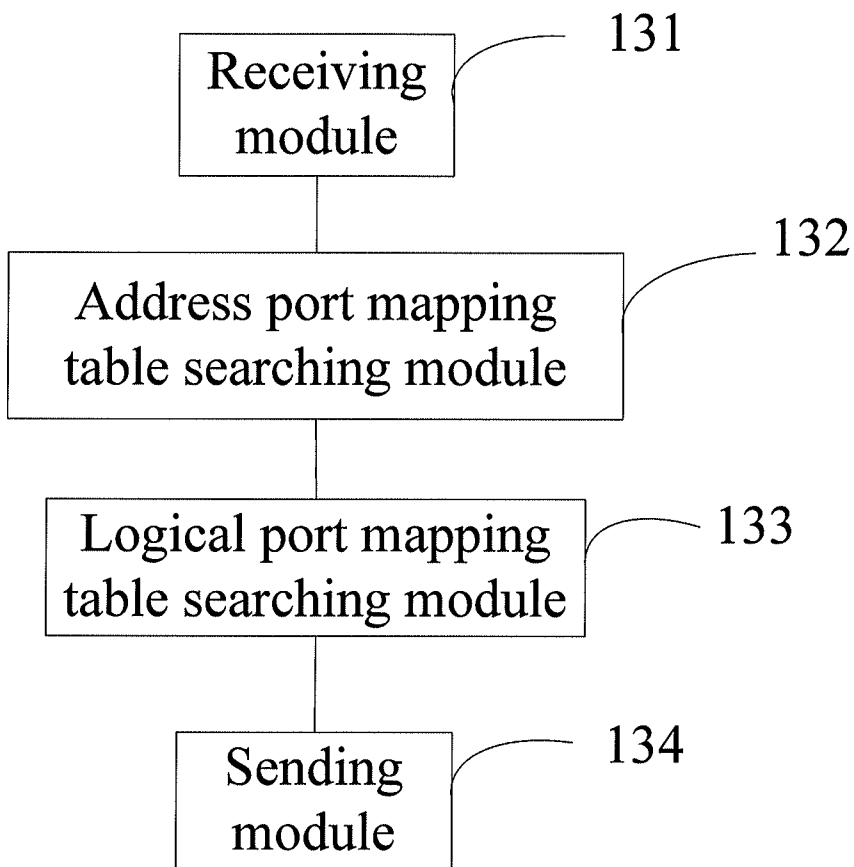 131
Receiving
module
132
Address port mapping
table searching module
133
Logical port mapping
table searching module
134
Sending
module